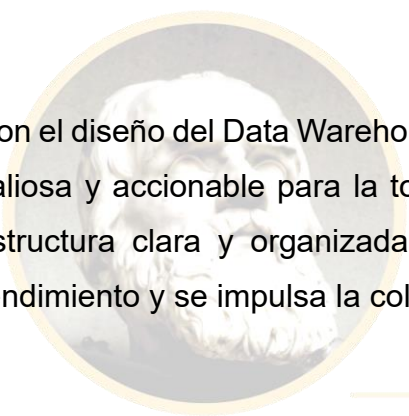 on el diseño del Data Wareho
aliosa y accionable para la to
structura clara y organizada
ndimiento y se impulsa la col